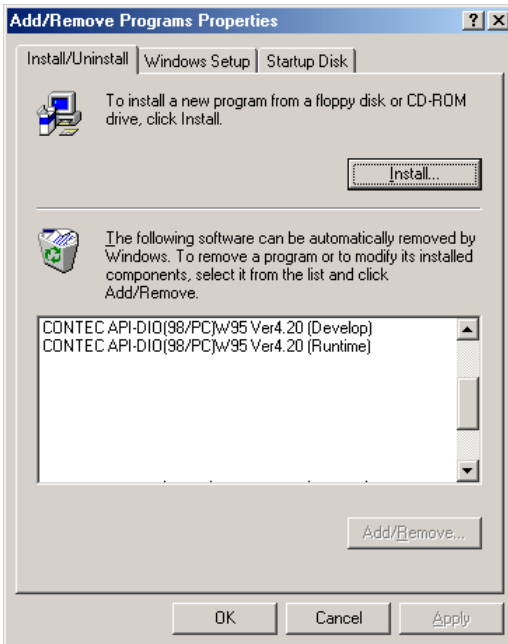 Add/Remove Programs Properties
Install/Uninstall Windows Setup Startup Disk
To install a new program from a floppy disk or CD-ROM
drive, click Install.
Install...
The following software can be automatically removed by
Windows. To remove a program or to modify its installed
components, select it from the list and click
Add/Remove.
CONTEC API-DIO(98/PC)W95 Ver4.20 (Develop)
CONTEC API-DIO(98/PC)W95 Ver4.20 (Runtime)
Add/Remove...
OK Cancel Apply